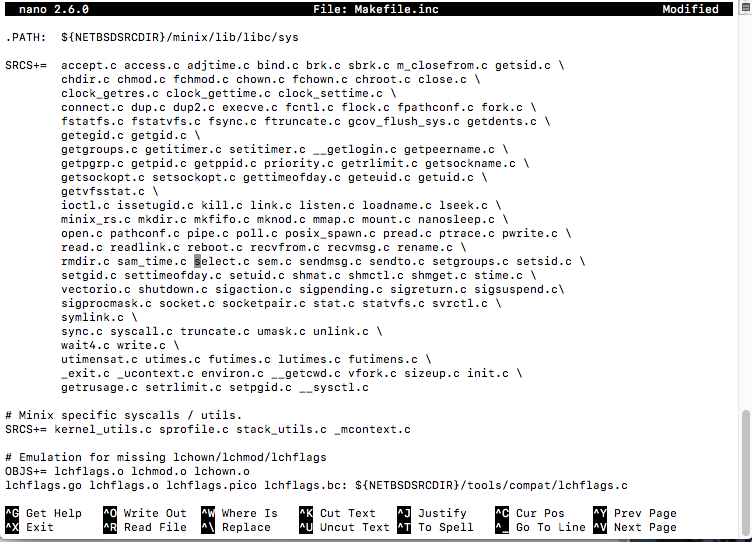 nano 2.6.0 File: Makefile.inc Modified
.PATH: ${NETBSDSRCDIR}/minix/lib/libc/sys
SRCS+= accept.c access.c adjtime.c bind.c brk.c sbrk.c m_closefrom.c getsid.c \
chdir.c chmod.c fchmod.c chown.c fchown.c chroot.c close.c \
clock_getres.c clock_gettime.c clock_settime.c \
connect.c dup.c dup2.c execve.c fcntl.c flock.c fpathconf.c fork.c \
fstatfs.c fstatvfs.c fsync.c ftruncate.c gcov_flush_sys.c getdents.c \
getegid.c getgid.c \
getgroups.c getitimer.c setitimer.c __getlogin.c getpeername.c \
getpgrp.c getpid.c getppid.c priority.c getrlimit.c getsockname.c \
getsockopt.c setsockopt.c gettimeofday.c geteuid.c getuid.c \
getvfsstat.c \
ioctl.c issetugid.c kill.c link.c listen.c loadname.c lseek.c \
minix_rs.c mkdir.c mkfifo.c mknod.c mmap.c mount.c nanosleep.c \
open.c pathconf.c pipe.c poll.c posix_spawn.c pread.c ptrace.c pwrite.c \
read.c readlink.c reboot.c recvfrom.c recvmsg.c rename.c \
rmdir.c sam_time.c select.c sem.c sendmsg.c sendto.c setgroups.c setsid.c \
setgid.c settimeofday.c setuid.c shmat.c shmctl.c shmget.c stime.c \
vectorio.c shutdown.c sigaction.c sigpending.c sigreturn.c sigsuspend.c\
sigprocmask.c socket.c socketpair.c stat.c statvfs.c svrctl.c \
symlink.c \
sync.c syscall.c truncate.c umask.c unlink.c \
wait4.c write.c \
utimensat.c utimes.c futimes.c lutimes.c futimens.c \
_exit.c _ucontext.c environ.c __getcwd.c vfork.c sizeup.c init.c \
getrusage.c setrlimit.c setpgid.c __sysctl.c
# Minix specific syscalls / utils.
SRCS+= kernel_utils.c sprofile.c stack_utils.c _mcontext.c
# Emulation for missing lchown/lchmod/lchflags
OBJS+= lchflags.o lchmod.o lchown.o
lchflags.go lchflags.o lchflags.pico lchflags.bc: ${NETBSDSRCDIR}/tools/compat/lchflags.c
^G Get Help ^O Write Out ^W Where Is ^K Cut Text ^J Justify ^C Cur Pos ^Y Prev Page
^X Exit ^R Read File ^\ Replace ^U Uncut Text ^T To Spell ^_ Go To Line ^V Next Page